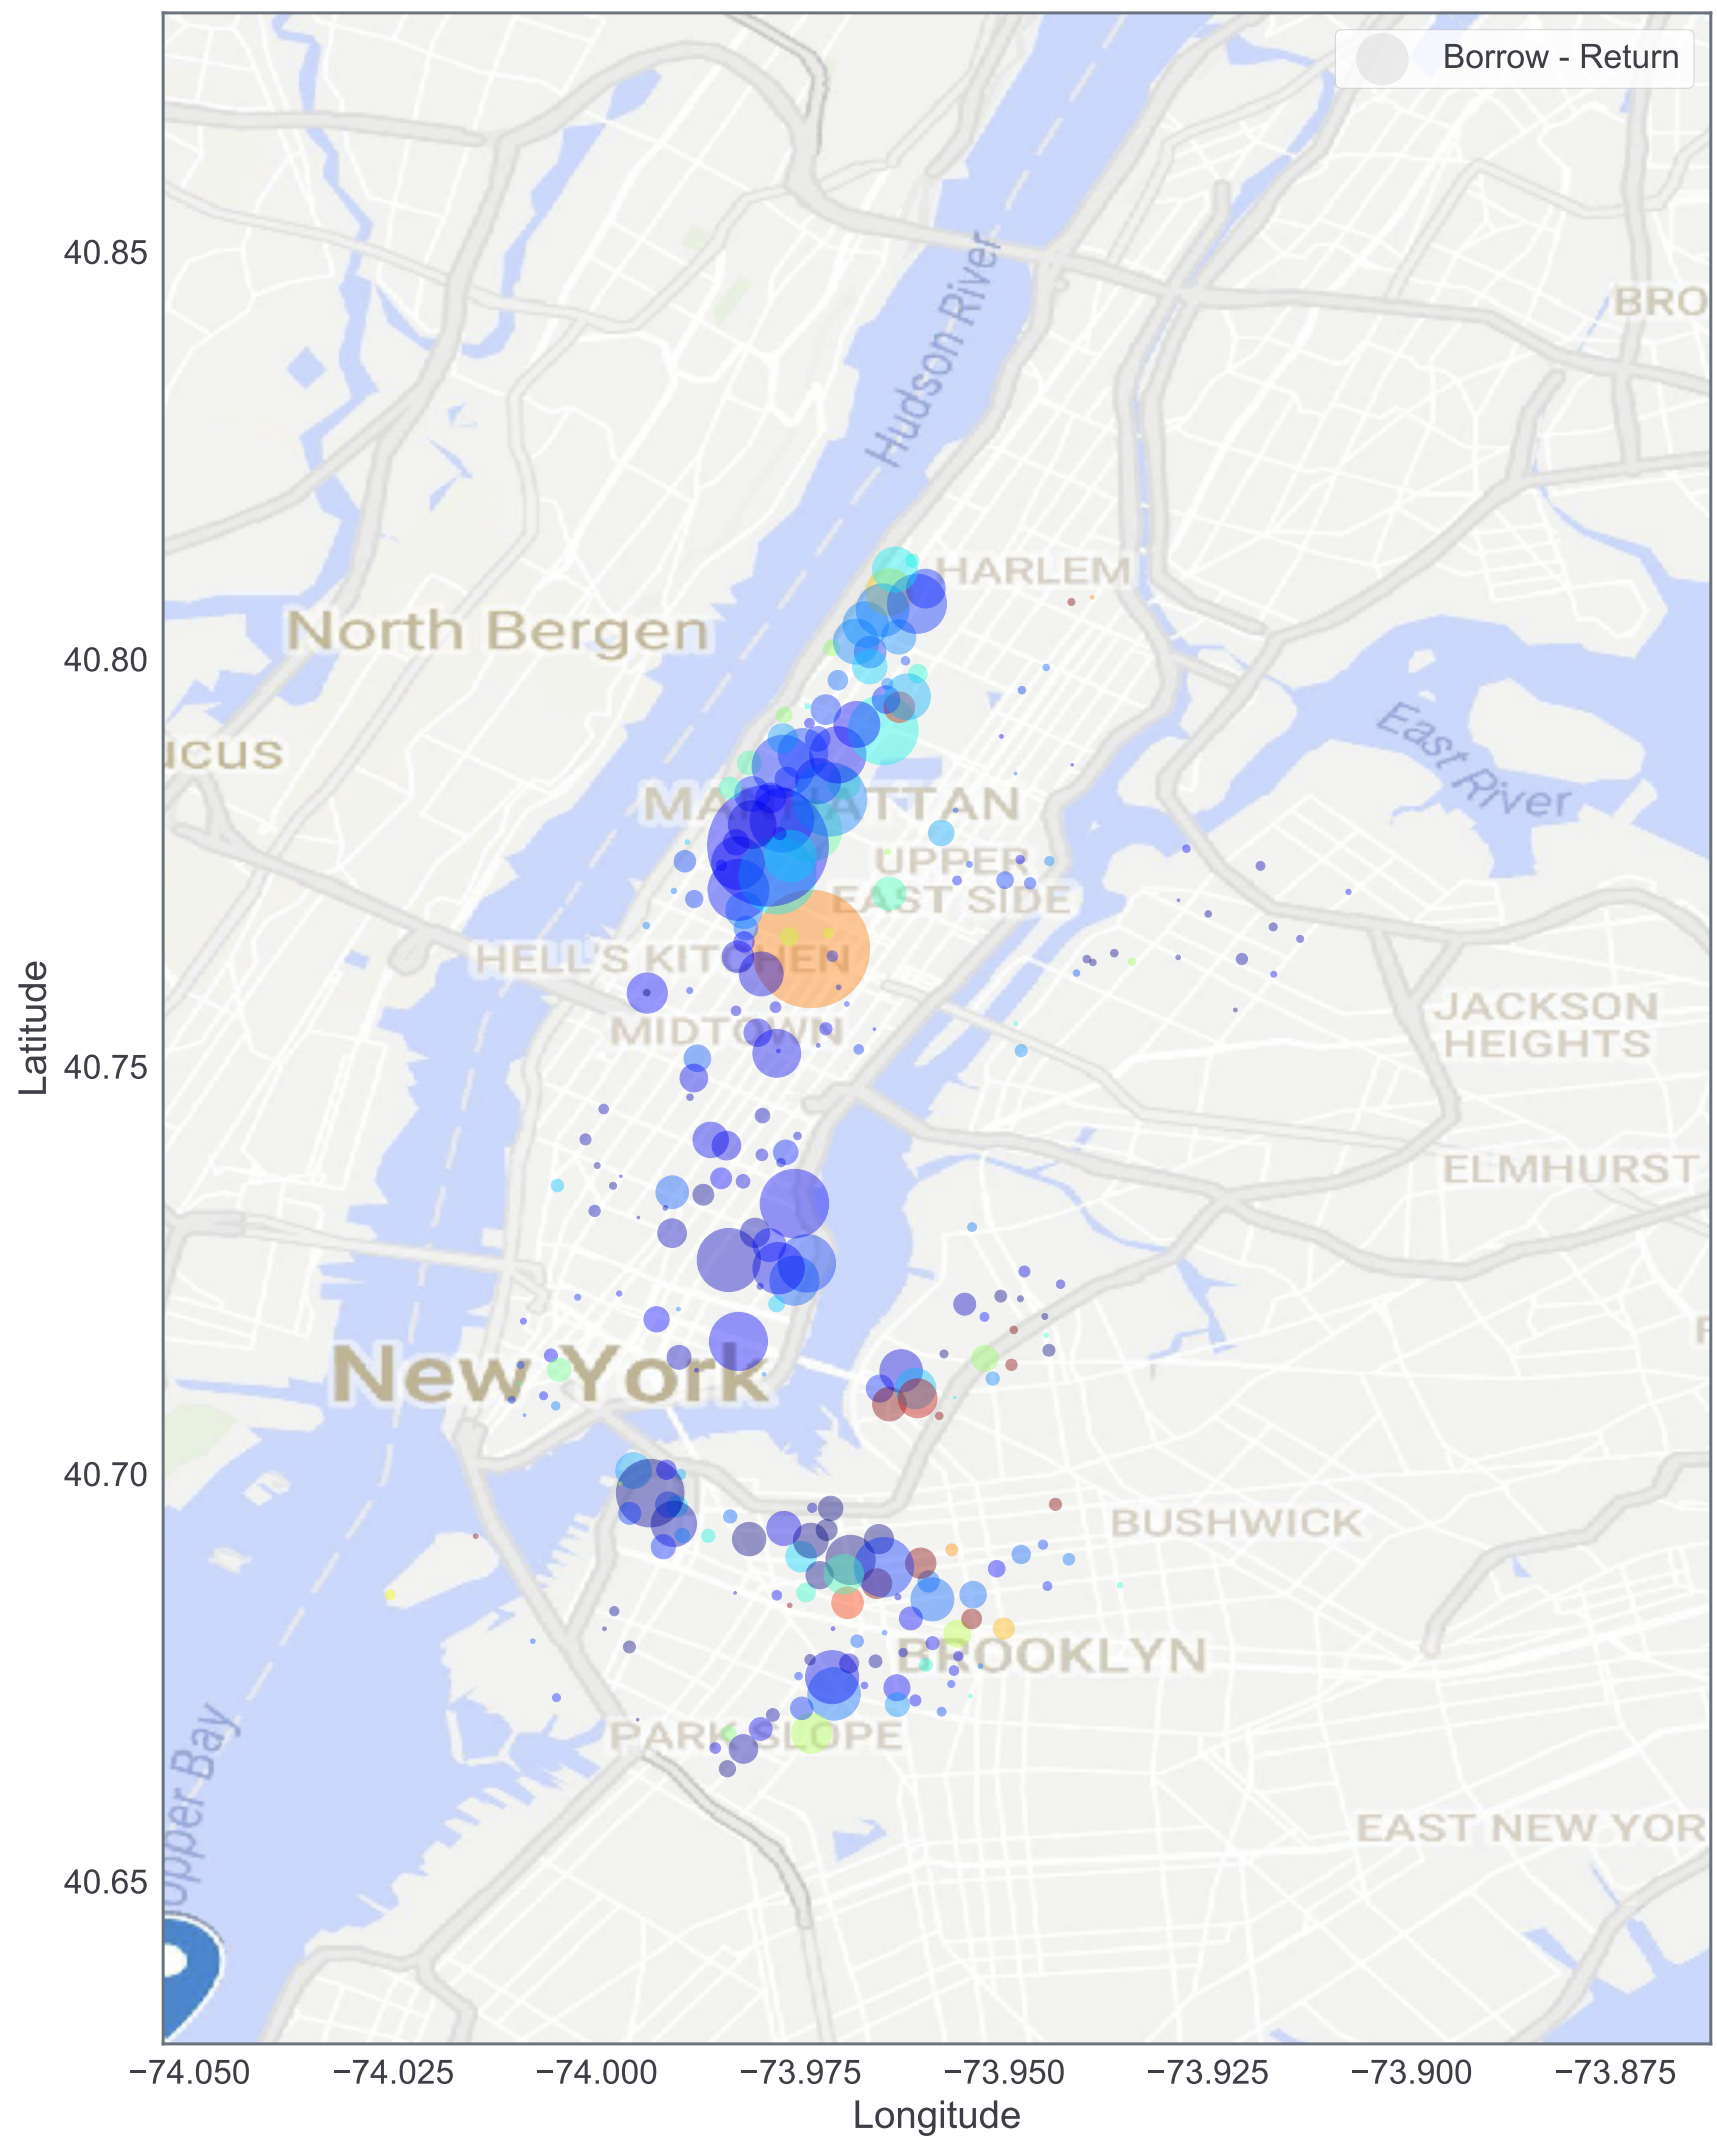 Borrow - Return
Hudson River
BRO
40.85
HARLEM
North Bergen
40.80
East River
UCUS
MANHATTAN
UPPER
EAST SIDE
HELL'S KITCHEN
MIDTOWN
JACKSON
HEIGHTS
Latitude
40.75
ELMHURST
New York
40.70
BUSHWICK
BROOKLYN
PARK SLOPE
Upper Bay
EAST NEW YOR
40.65
−74.050 −74.025 −74.000 −73.975 −73.950 −73.925 −73.900 −73.875
Longitude